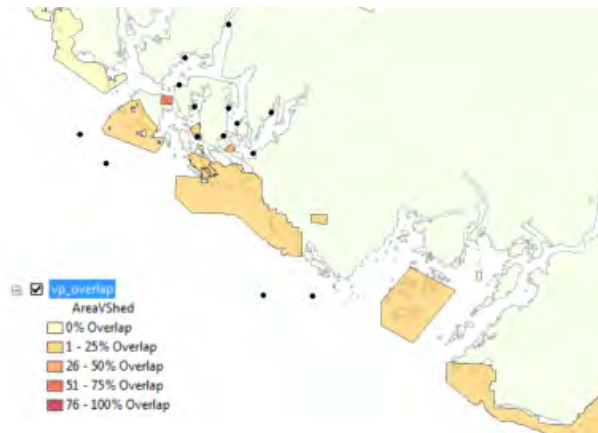 vp_overlap
AreaVShed
0% Overlap
1 - 25% Overlap
26 - 50% Overlap
51 - 75% Overlap
76 - 100% Overlap